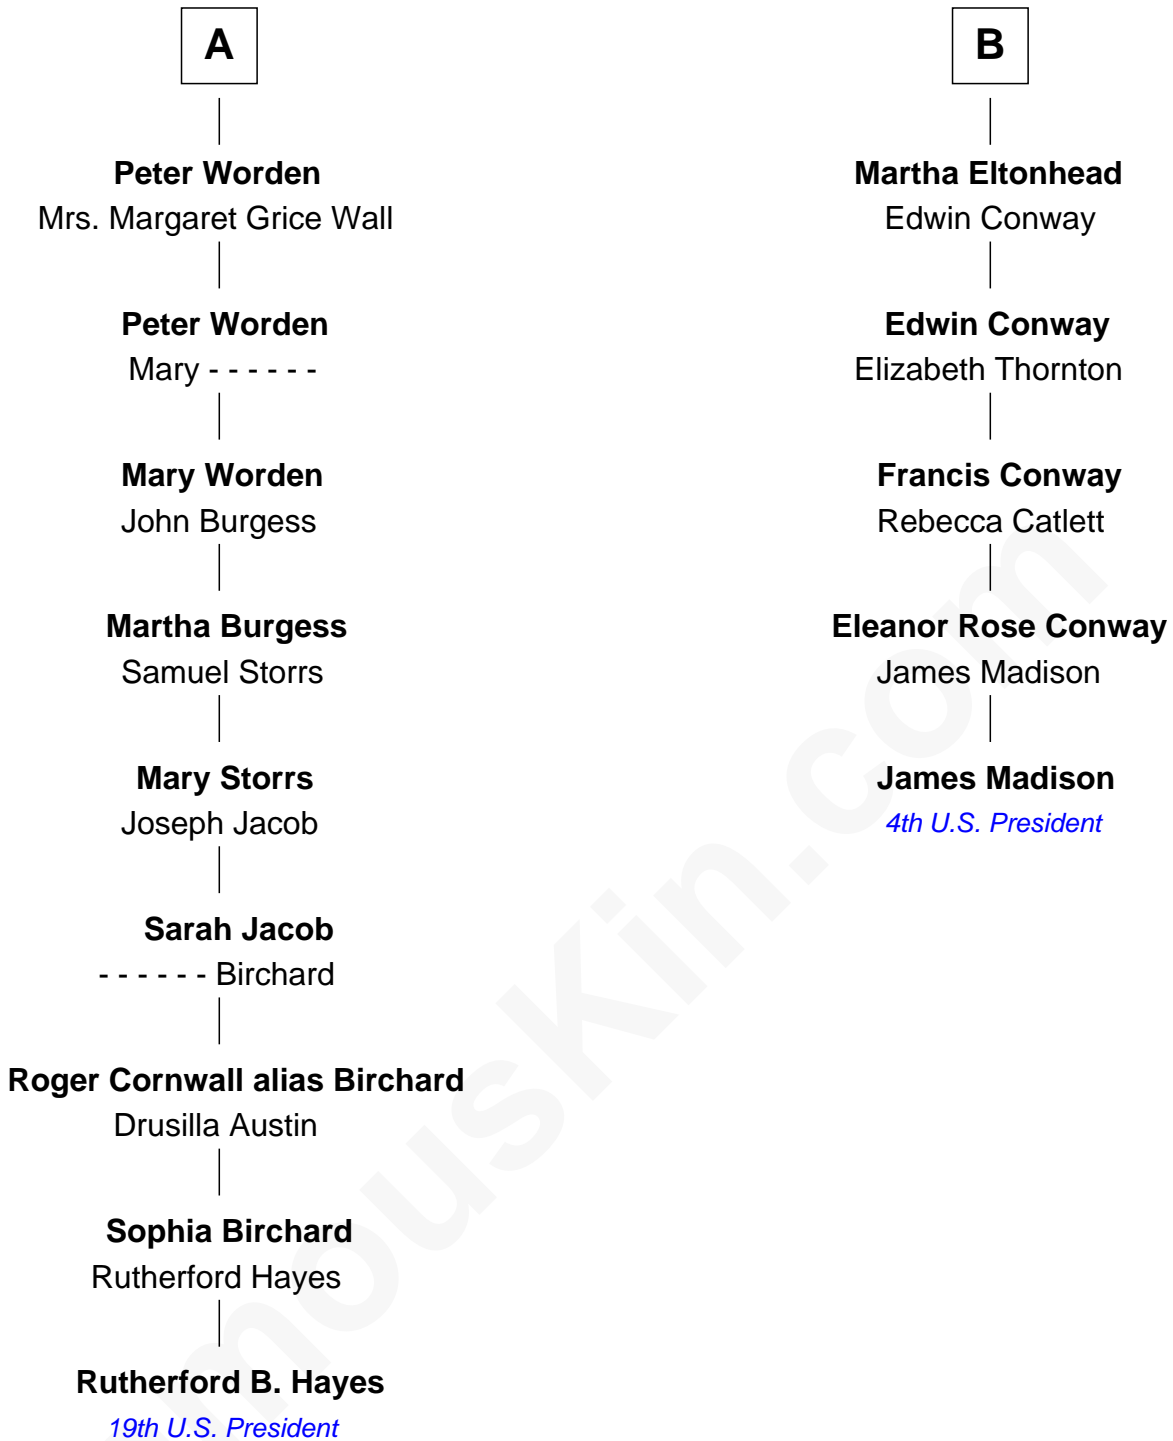 A
Peter Worden
Mrs. Margaret Grice Wall
Peter Worden
Mary - - - - - -
Mary Worden
John Burgess
Martha Burgess
Samuel Storrs
Mary Storrs
Joseph Jacob
Sarah Jacob
- - - - - - Birchard
Roger Cornwall alias Birchard
Drusilla Austin
Sophia Birchard
Rutherford Hayes
Rutherford B. Hayes
19th U.S. President
B
Martha Eltonhead
Edwin Conway
Edwin Conway
Elizabeth Thornton
Francis Conway
Rebecca Catlett
Eleanor Rose Conway
James Madison
James Madison
4th U.S. President
mousKin.com